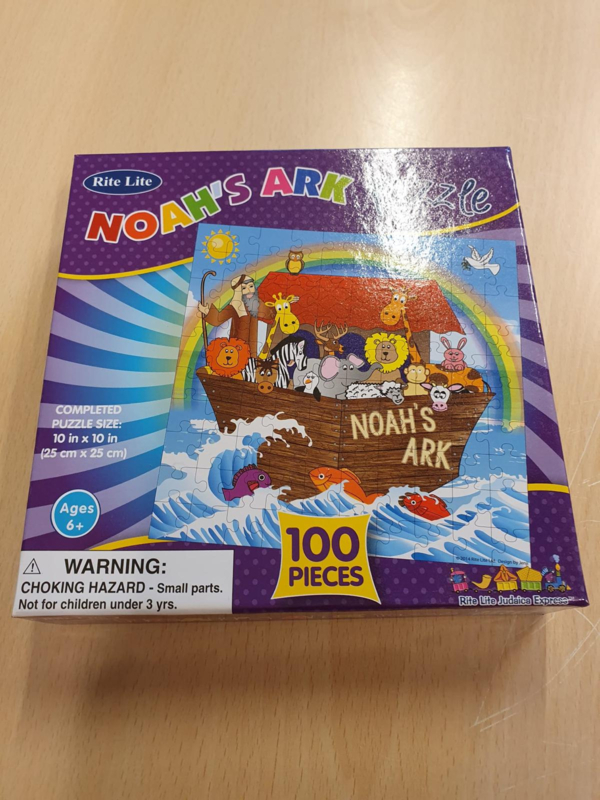 Rite Lite
NOAH'S ARK Puzzle
NOAH'S
ARK
COMPLETED
PUZZLE SIZE:
10 in x 10 in
(25 cm x 25 cm)
Ages
6+
100
PIECES
WARNING:
CHOKING HAZARD - Small parts.
Not for children under 3 yrs.
Rite Lite Judaica Express